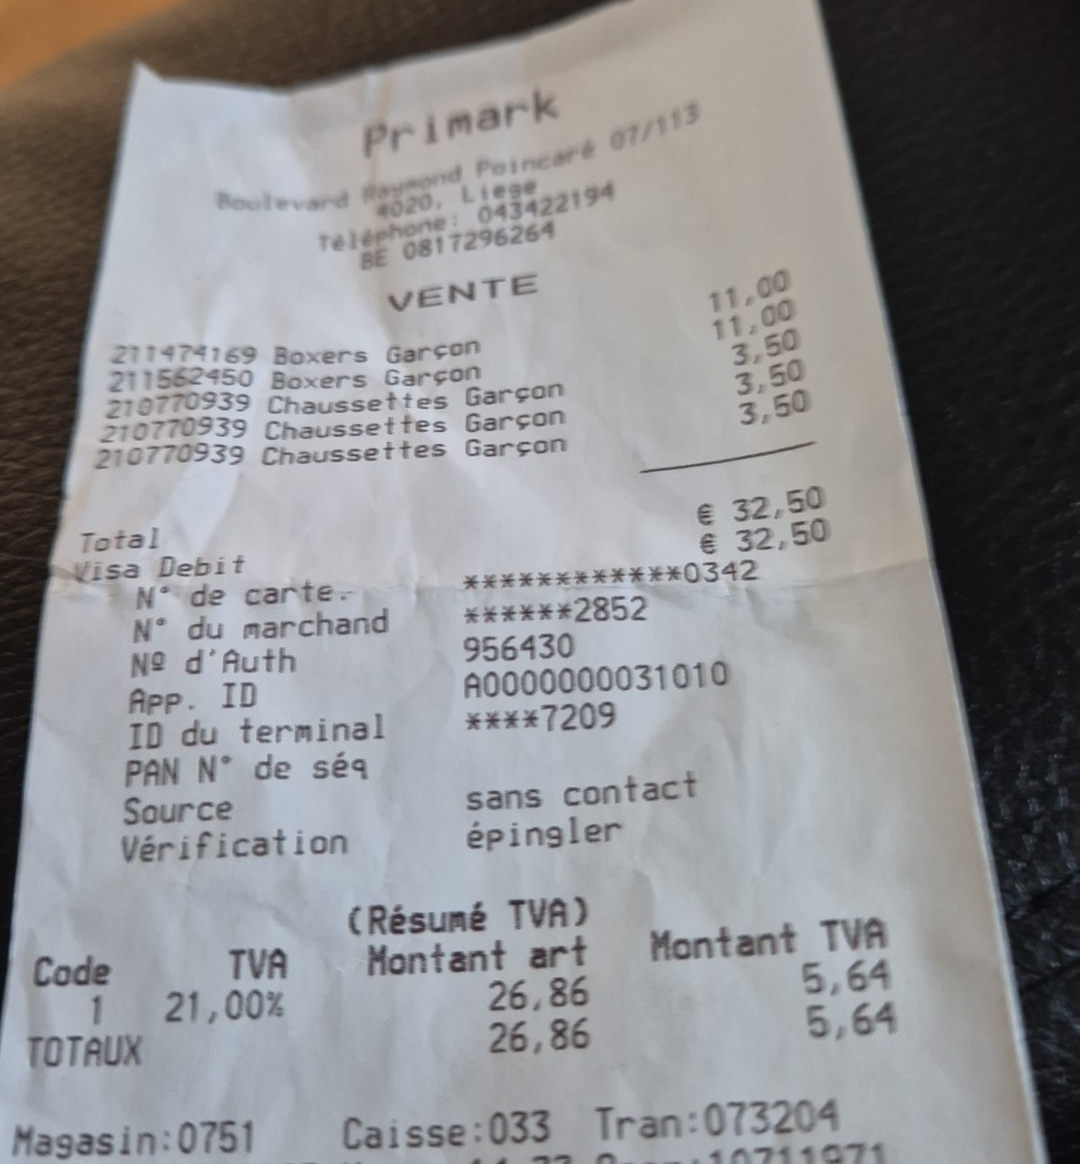 Primark
Boulevard Raymond Poincaré 07/113
4020, Liege
Téléphone: 043422194
BE 0817296264
VENTE
211474169 Boxers Garçon 11,00
211562450 Boxers Garçon 11,00
210770939 Chaussettes Garçon 3,50
210770939 Chaussettes Garçon 3,50
210770939 Chaussettes Garçon 3,50
Total € 32,50
Visa Debit € 32,50
N° de carte. ************0342
N° du marchand ******2852
Nº d'Auth 956430
App. ID A0000000031010
ID du terminal ****7209
PAN N° de séq
Source sans contact
Vérification épingler
(Résumé TVA)
Code TVA Montant art Montant TVA
1 21,00% 26,86 5,64
TOTAUX 26,86 5,64
Magasin:0751 Caisse:033 Tran:073204